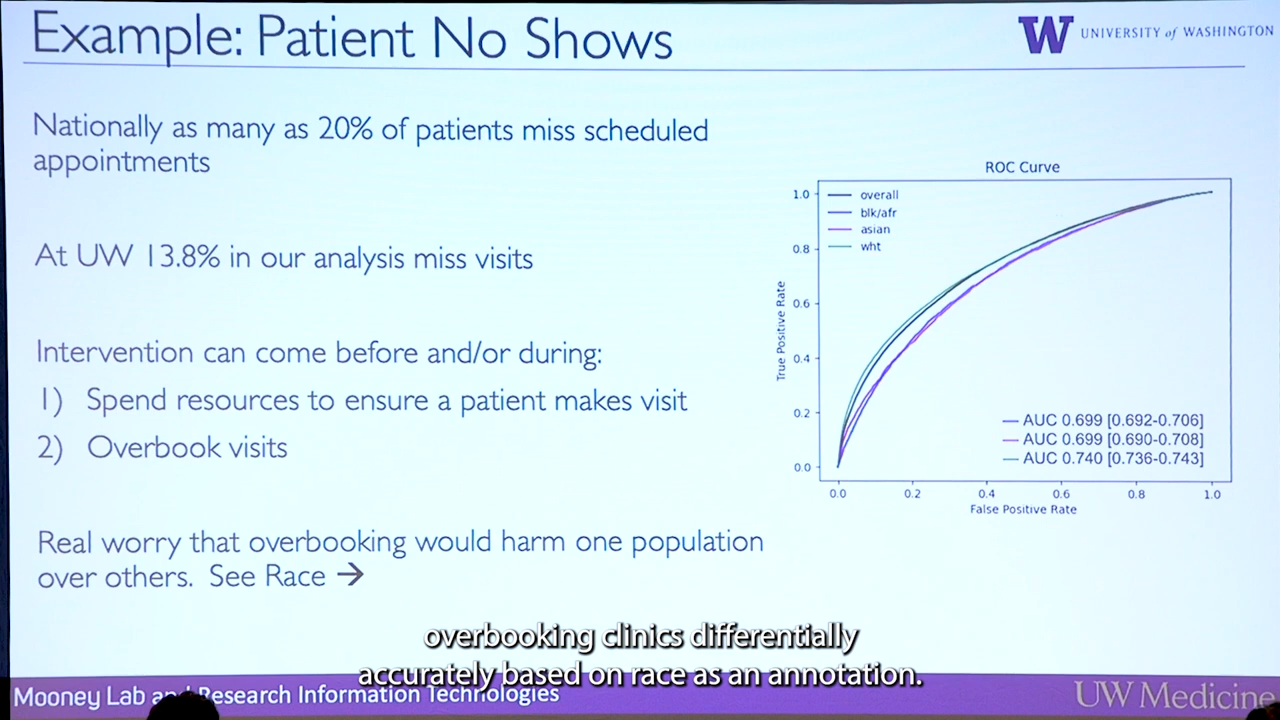 Example: Patient No Shows
W UNIVERSITY of WASHINGTON
Nationally as many as 20% of patients miss scheduled
appointments
At UW 13.8% in our analysis miss visits
Intervention can come before and/or during:
1) Spend resources to ensure a patient makes visit
2) Overbook visits
Real worry that overbooking would harm one population
over others. See Race →
ROC Curve
1.0
0.8
0.6
0.4
0.2
0.0
True Positive Rate
overall
blk/afr
asian
wht
AUC 0.699 [0.692-0.706]
AUC 0.699 [0.690-0.708]
AUC 0.740 [0.736-0.743]
0.0 0.2 0.4 0.6 0.8 1.0
False Positive Rate
overbooking clinics differentially
accurately based on race as an annotation.
Mooney Lab and Research Information Technologies
UW Medicine